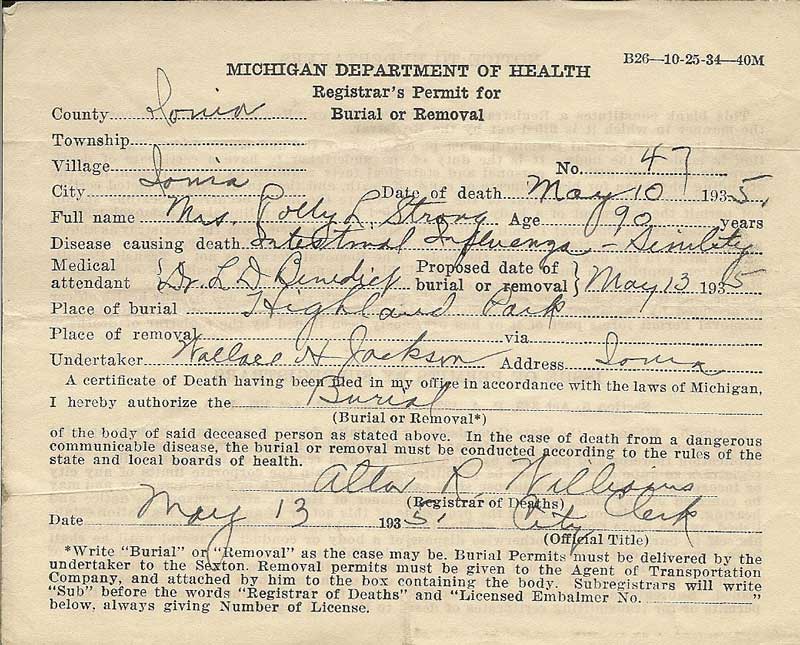 B26—10-25-34—40M
MICHIGAN DEPARTMENT OF HEALTH
Registrar's Permit for
Burial or Removal
County Ionia
Township
Village
No. 47
City Ionia Date of death May 10 1935.
Full name Mrs. Polly L. Strong Age 90 years
Disease causing death Intestinal Influenza - Sinility
Medical attendant } Dr. L D Benedict Proposed date of burial or removal } May 13 1935
Place of burial Highland Park
Place of removal via
Undertaker Wallace H Jackson Address Ionia
A certificate of Death having been filed in my office in accordance with the laws of Michigan,
I hereby authorize the Burial
(Burial or Removal*)
of the body of said deceased person as stated above. In the case of death from a dangerous
communicable disease, the burial or removal must be conducted according to the rules of the
state and local boards of health.
R. Williams
(Registrar of Deaths)
Date May 13 1935. City Clerk
(Official Title)
*Write "Burial" or "Removal" as the case may be. Burial Permits must be delivered by the
undertaker to the Sexton. Removal permits must be given to the Agent of Transportation
Company, and attached by him to the box containing the body. Subregistrars will write
"Sub" before the words "Registrar of Deaths" and "Licensed Embalmer No.
below, always giving Number of License.